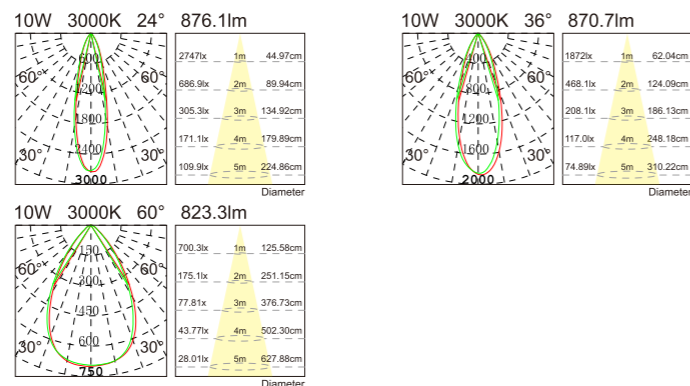 10W 3000K 24° 876.1lm
600
1200
1800
2400
3000
60° 60°
30° 30°
2747lx 1m 44.97cm
686.9lx 2m 89.94cm
305.3lx 3m 134.92cm
171.1lx 4m 179.89cm
109.9lx 5m 224.86cm
Diameter
10W 3000K 36° 870.7lm
400
800
1200
1600
2000
60° 60°
30° 30°
1872lx 1m 62.04cm
468.1lx 2m 124.09cm
208.1lx 3m 186.13cm
117.0lx 4m 248.18cm
74.89lx 5m 310.22cm
Diameter
10W 3000K 60° 823.3lm
150
300
450
600
750
60° 60°
30° 30°
700.3lx 1m 125.58cm
175.1lx 2m 251.15cm
77.81x 3m 376.73cm
43.77lx 4m 502.30cm
28.01lx 5m 627.88cm
Diameter